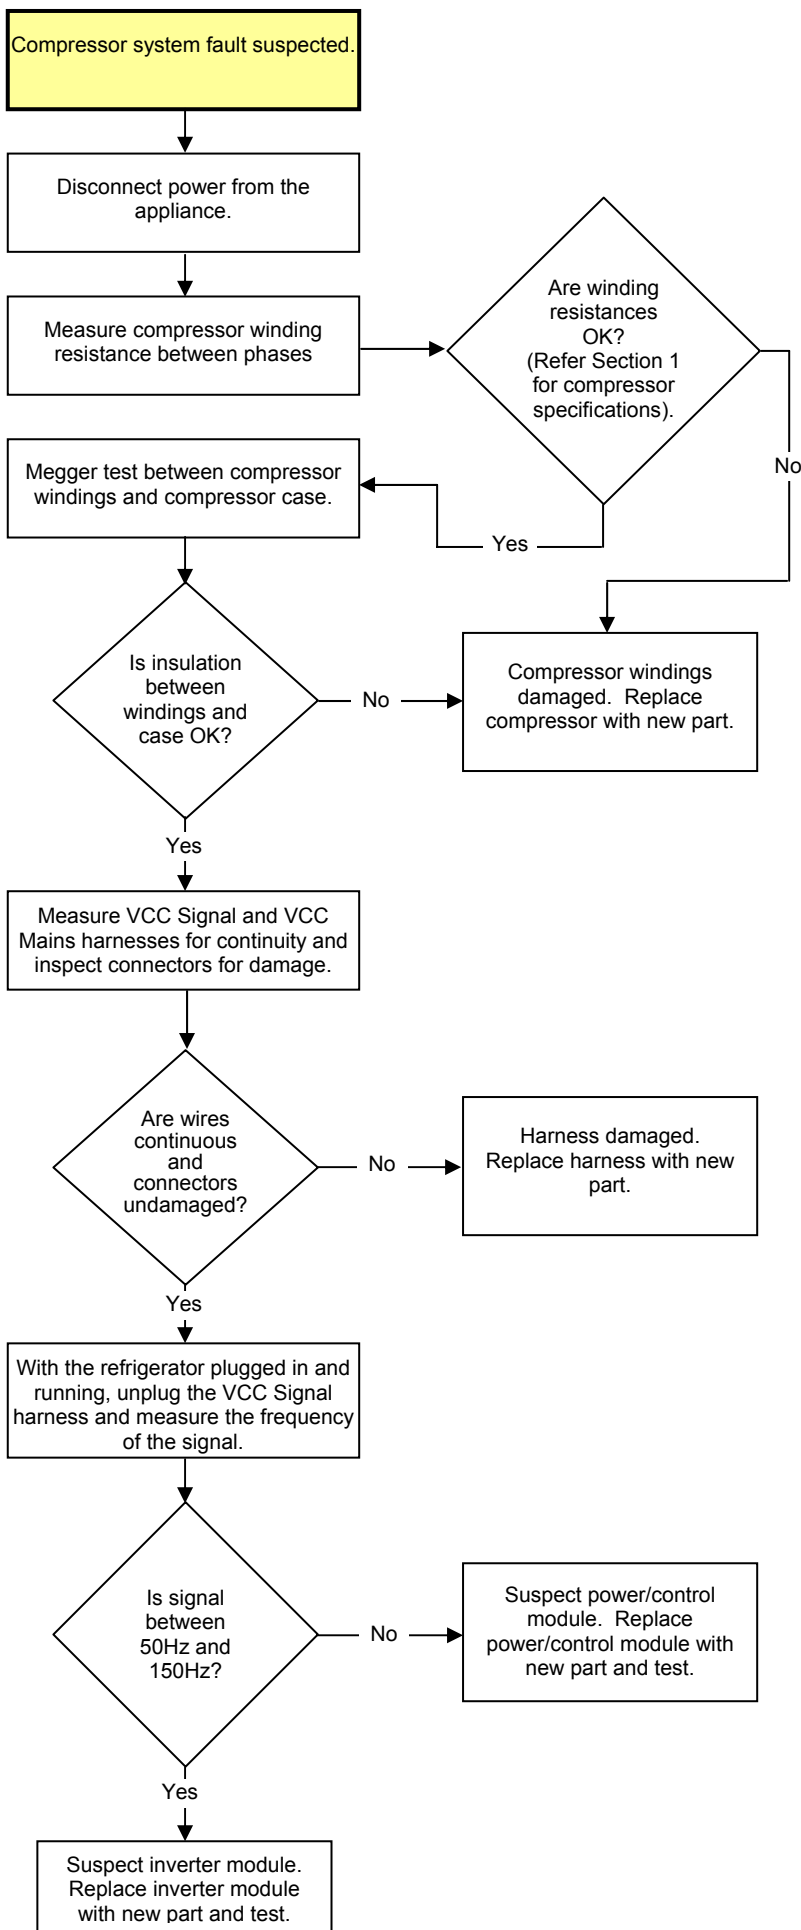 Compressor system fault suspected.
Disconnect power from the
appliance.
Measure compressor winding
resistance between phases
Are winding
resistances
OK?
(Refer Section 1
for compressor
specifications).
No
Yes
Megger test between compressor
windings and compressor case.
Is insulation
between
windings and
case OK?
No
Compressor windings
damaged.  Replace
compressor with new part.
Yes
Measure VCC Signal and VCC
Mains harnesses for continuity and
inspect connectors for damage.
Are wires
continuous
and
connectors
undamaged?
No
Harness damaged.
Replace harness with new
part.
Yes
With the refrigerator plugged in and
running, unplug the VCC Signal
harness and measure the frequency
of the signal.
Is signal
between
50Hz and
150Hz?
No
Suspect power/control
module.  Replace
power/control module with
new part and test.
Yes
Suspect inverter module.
Replace inverter module
with new part and test.